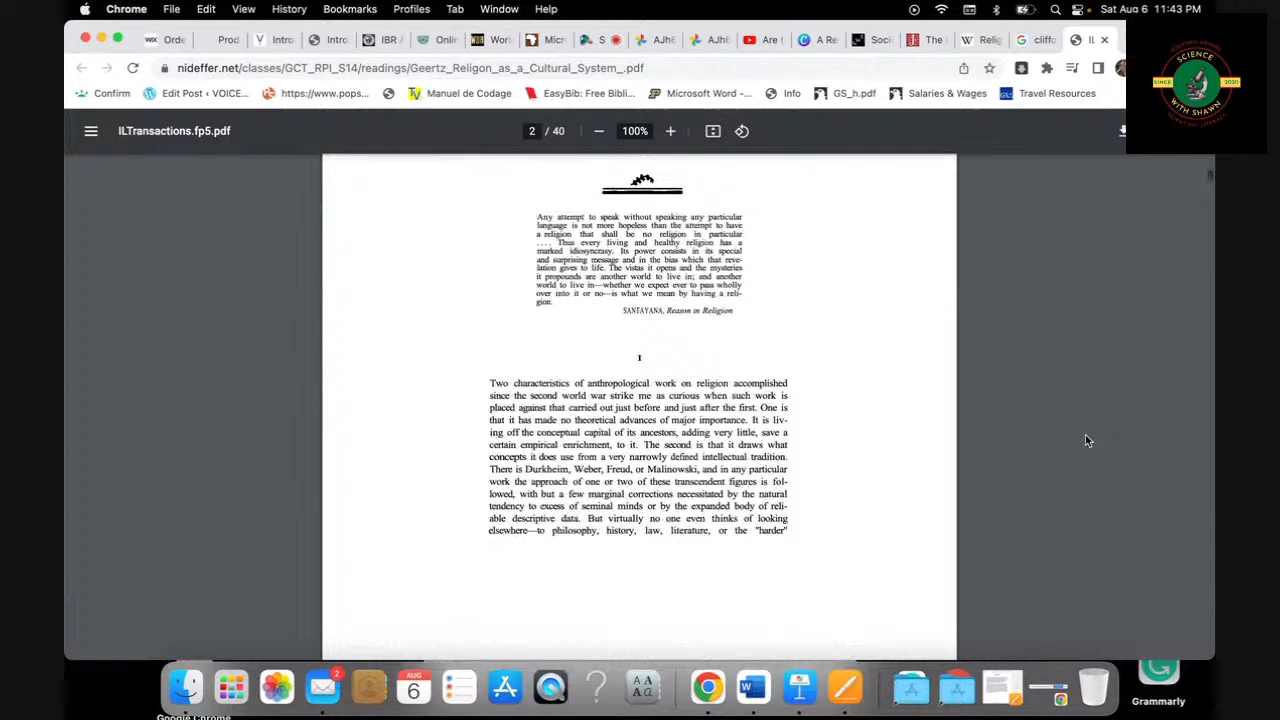 Chrome File Edit View History Bookmarks Profiles Tab Window Help Sat Aug 6 11:43 PM
Orde Prod Intro Intro IBR A Onlin Worl Micr S AJh6 AJh6 Are t A Re Soci The Relig cliffo IL
nideffer.net/classes/GCT_RPI_S14/readings/Geertz_Religon_as_a_Cultural_System_.pdf
Confirm Edit Post ‹ VOICE... https://www.pops... Manuel de Codage EasyBib: Free Bibli... Microsoft Word -... Info GS_h.pdf Salaries & Wages Travel Resources
SCIENTIFIC METHOD
SCIENCE
SINCE 2020
WITH SHAWN
SCIENTIFIC LITERACY
ILTransactions.fp5.pdf 2 / 40 100%
Any attempt to speak without speaking any particular
language is not more hopeless than the attempt to have
a religion that shall be no religion in particular
.... Thus every living and healthy religion has a
marked idiosyncrasy. Its power consists in its special
and surprising message and in the bias which that reve-
lation gives to life. The vistas it opens and the mysteries
it propounds are another world to live in; and another
world to live in—whether we expect ever to pass wholly
over into it or no—is what we mean by having a reli-
gion.
SANTAYANA, Reason in Religion
I
Two characteristics of anthropological work on religion accomplished
since the second world war strike me as curious when such work is
placed against that carried out just before and just after the first. One is
that it has made no theoretical advances of major importance. It is liv-
ing off the conceptual capital of its ancestors, adding very little, save a
certain empirical enrichment, to it. The second is that it draws what
concepts it does use from a very narrowly defined intellectual tradition.
There is Durkheim, Weber, Freud, or Malinowski, and in any particular
work the approach of one or two of these transcendent figures is fol-
lowed, with but a few marginal corrections necessitated by the natural
tendency to excess of seminal minds or by the expanded body of reli-
able descriptive data. But virtually no one even thinks of looking
elsewhere—to philosophy, history, law, literature, or the "harder"
2
AUG
6
Grammarly
Google Chrome